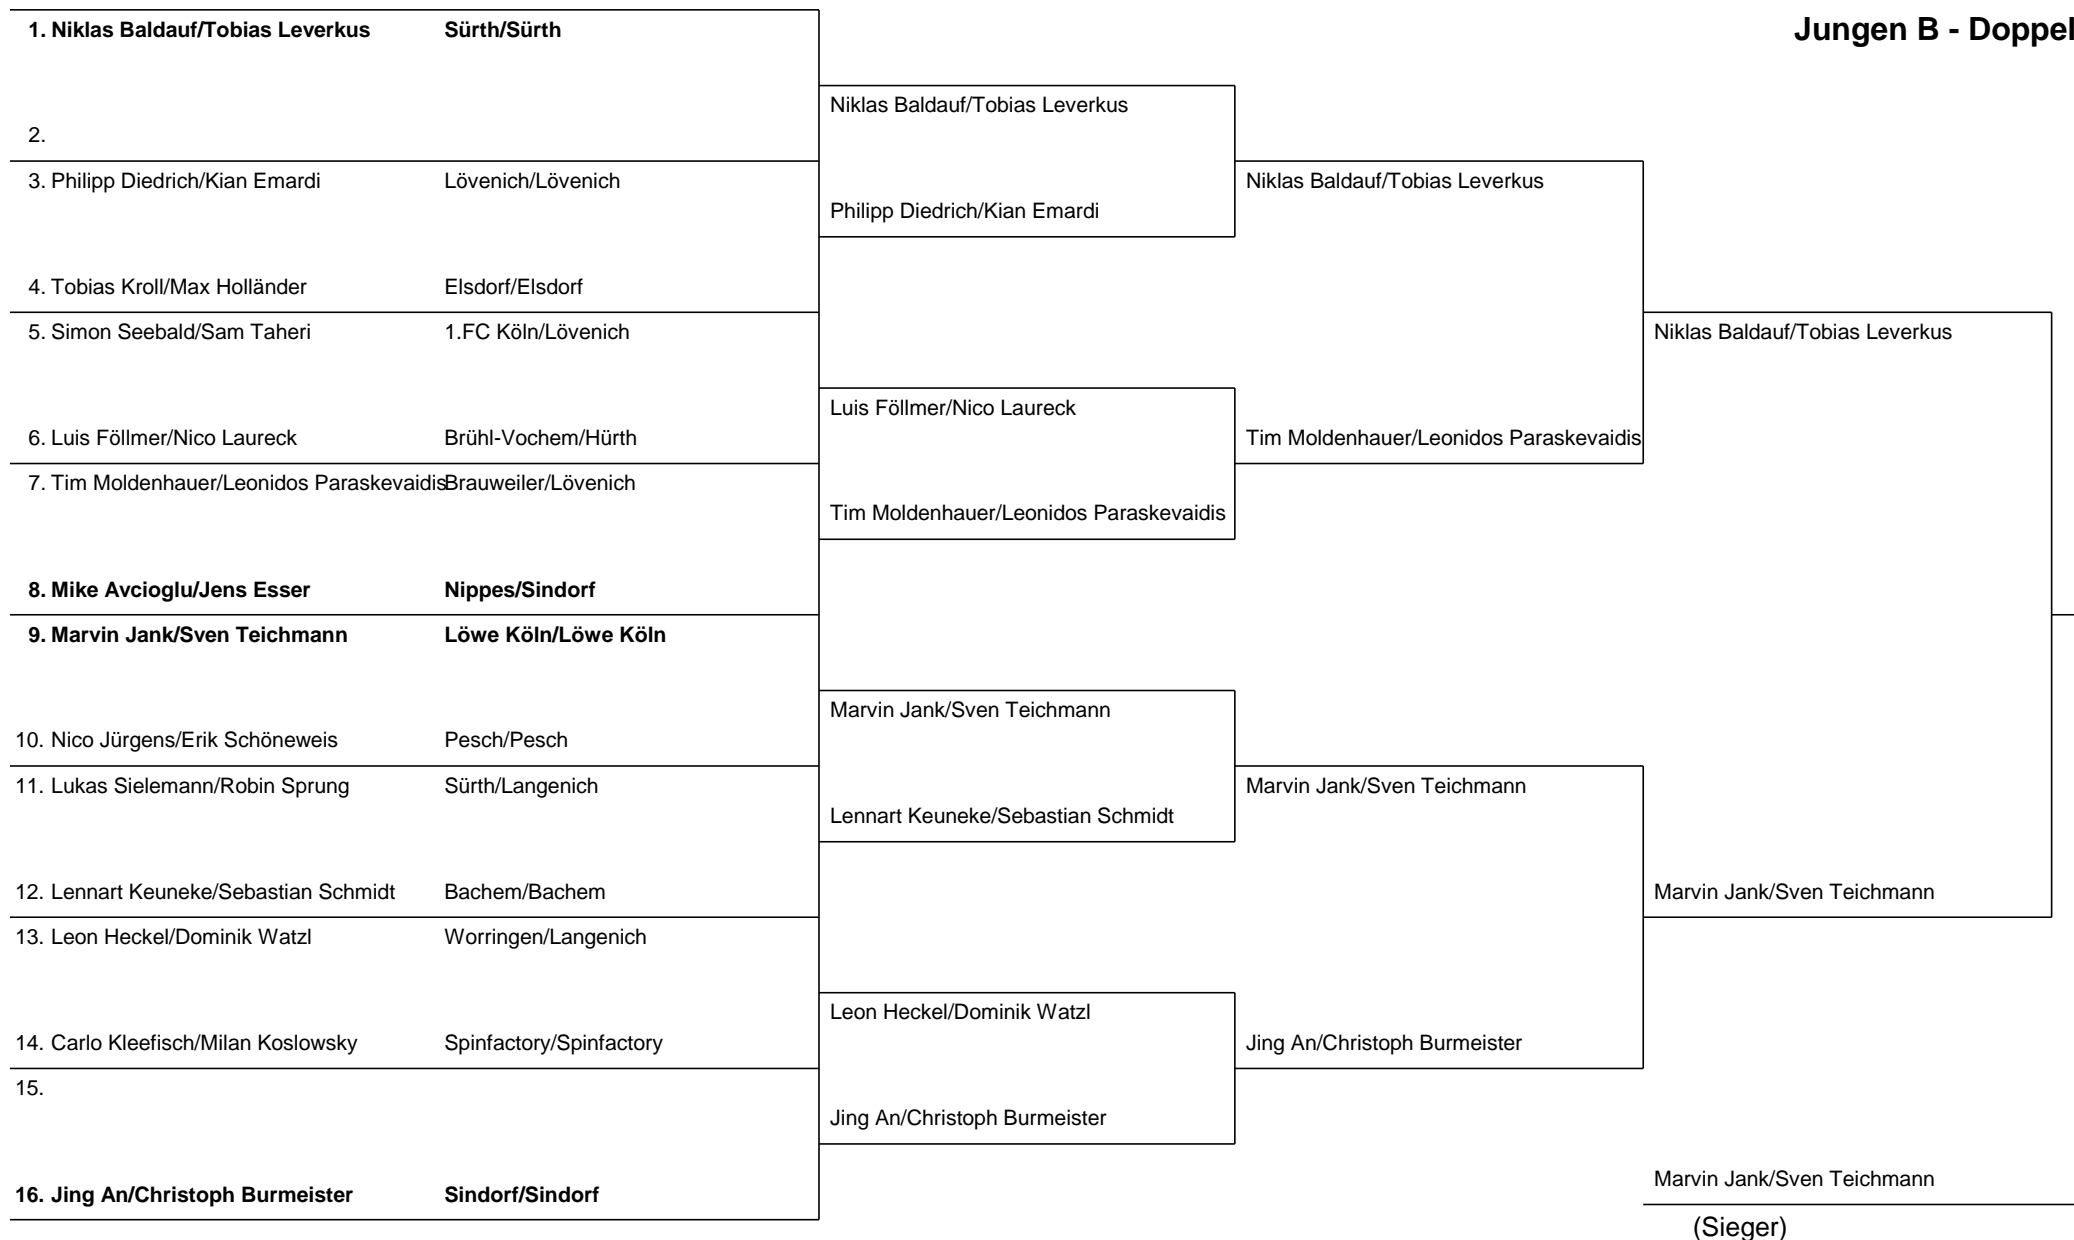 1. Niklas Baldauf/Tobias Leverkus Sürth/Sürth
Jungen B - Doppel
Niklas Baldauf/Tobias Leverkus
2.
3. Philipp Diedrich/Kian Emardi Lövenich/Lövenich
Niklas Baldauf/Tobias Leverkus
Philipp Diedrich/Kian Emardi
4. Tobias Kroll/Max Holländer Elsdorf/Elsdorf
5. Simon Seebald/Sam Taheri 1.FC Köln/Lövenich
Niklas Baldauf/Tobias Leverkus
Luis Föllmer/Nico Laureck
6. Luis Föllmer/Nico Laureck Brühl-Vochem/Hürth
Tim Moldenhauer/Leonidos Paraskevaidis
7. Tim Moldenhauer/Leonidos Paraskevaidis Brauweiler/Lövenich
Tim Moldenhauer/Leonidos Paraskevaidis
8. Mike Avcioglu/Jens Esser Nippes/Sindorf
9. Marvin Jank/Sven Teichmann Löwe Köln/Löwe Köln
Marvin Jank/Sven Teichmann
10. Nico Jürgens/Erik Schöneweis Pesch/Pesch
11. Lukas Sielemann/Robin Sprung Sürth/Langenich
Marvin Jank/Sven Teichmann
Lennart Keuneke/Sebastian Schmidt
12. Lennart Keuneke/Sebastian Schmidt Bachem/Bachem
Marvin Jank/Sven Teichmann
13. Leon Heckel/Dominik Watzl Worringen/Langenich
Leon Heckel/Dominik Watzl
14. Carlo Kleefisch/Milan Koslowsky Spinfactory/Spinfactory
Jing An/Christoph Burmeister
15.
Jing An/Christoph Burmeister
Marvin Jank/Sven Teichmann
16. Jing An/Christoph Burmeister Sindorf/Sindorf
(Sieger)